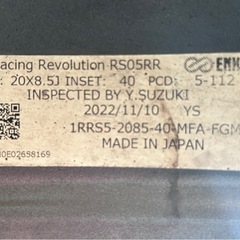 acing Revolution RS05RR
: 20X8.5J INSET: 40 PCD: 5-112
INSPECTED BY Y.SUZUKI
2022/11/10 YS
1RRS5-2085-40-MFA-FGM
MADE IN JAPAN
0E02658169